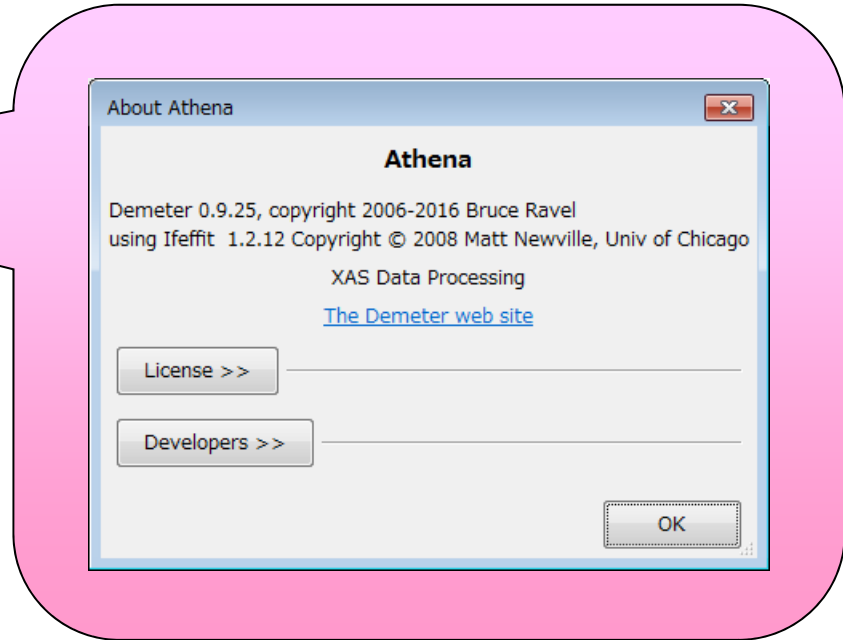 About Athena
Athena
Demeter 0.9.25, copyright 2006-2016 Bruce Ravel
using Ifeffit 1.2.12 Copyright © 2008 Matt Newville, Univ of Chicago
XAS Data Processing
The Demeter web site
License >>
Developers >>
OK